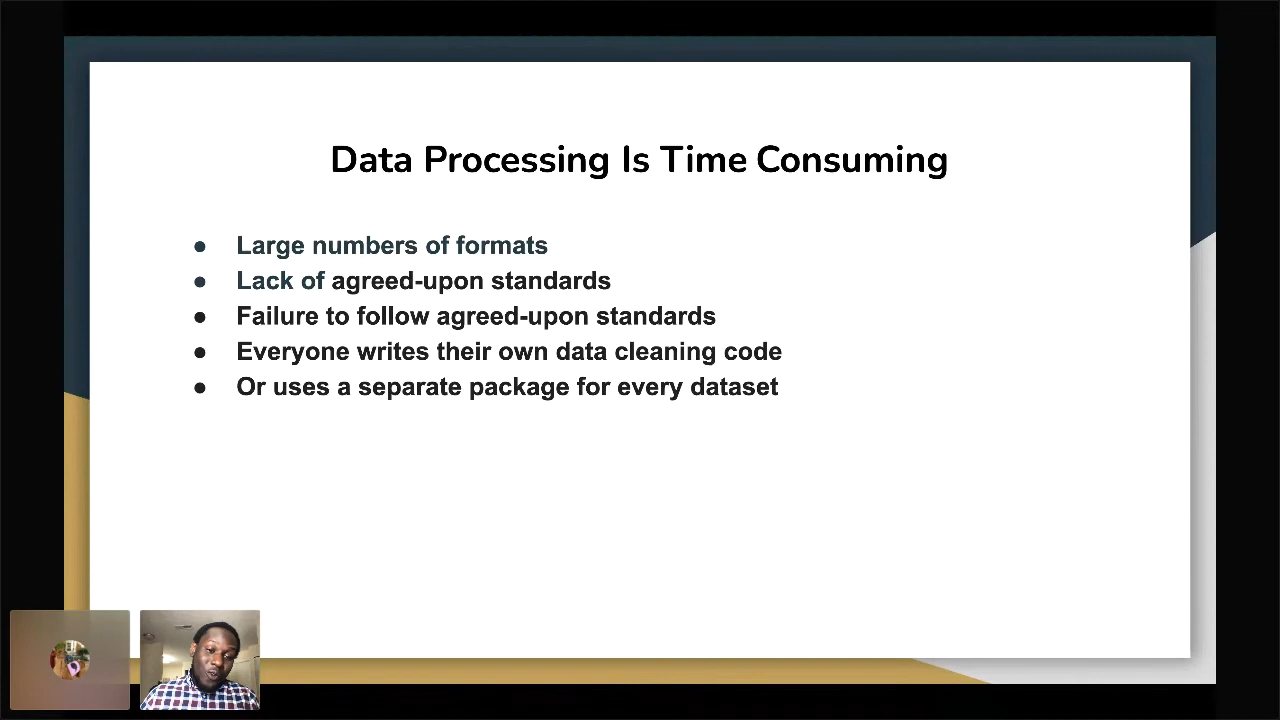 Data Processing Is Time Consuming
● Large numbers of formats
● Lack of agreed-upon standards
● Failure to follow agreed-upon standards
● Everyone writes their own data cleaning code
● Or uses a separate package for every dataset